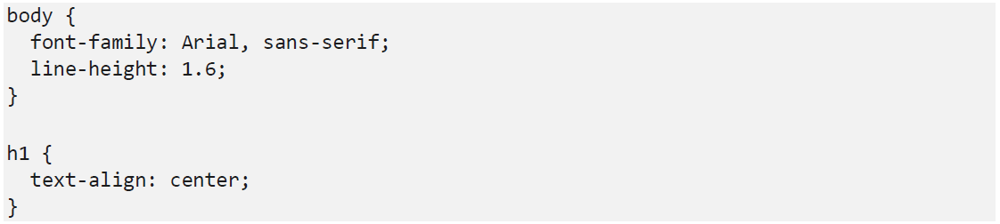 body {
  font-family: Arial, sans-serif;
  line-height: 1.6;
}

h1 {
  text-align: center;
}